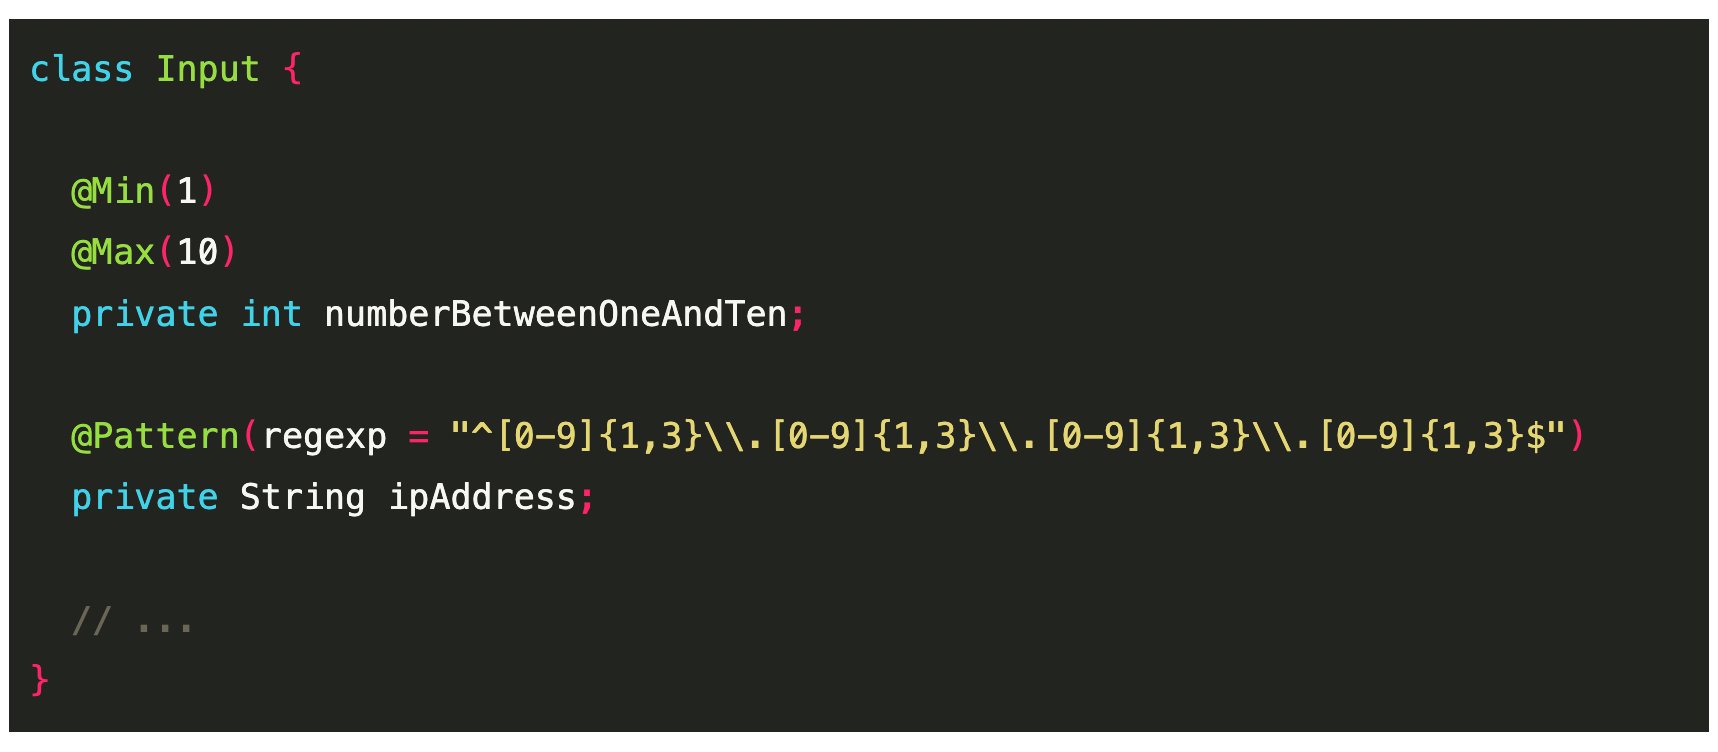 class Input {
  @Min(1)
  @Max(10)
  private int numberBetweenOneAndTen;
  @Pattern(regexp = "^[0-9]{1,3}\\.[0-9]{1,3}\\.[0-9]{1,3}\\.[0-9]{1,3}$")
  private String ipAddress;
  // ...
}